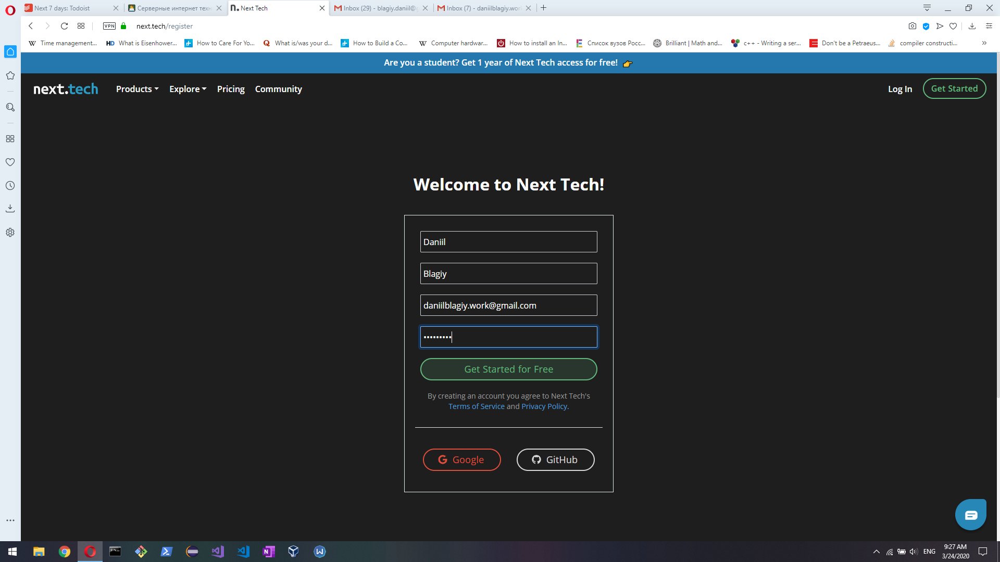 Next 7 days: Todoist
Серверные интернет техн
Next Tech
Inbox (29) - blagiy.daniil@g
Inbox (7) - daniilblagiy.wor
VPN
next.tech/register
Time management...
What is Eisenhower...
How to Care For Yo...
What is/was your d...
How to Build a Co...
Computer hardwar...
How to install an In...
Список вузов Росс...
Brilliant | Math and...
c++ - Writing a ser...
Don't be a Petraeus...
compiler constructi...
Are you a student? Get 1 year of Next Tech access for free!
next.tech
Products
Explore
Pricing
Community
Log In
Get Started
Welcome to Next Tech!
Daniil
Blagiy
daniilblagiy.work@gmail.com
•••••••••
Get Started for Free
By creating an account you agree to Next Tech's
Terms of Service and Privacy Policy.
Google
GitHub
ENG
9:27 AM
3/24/2020